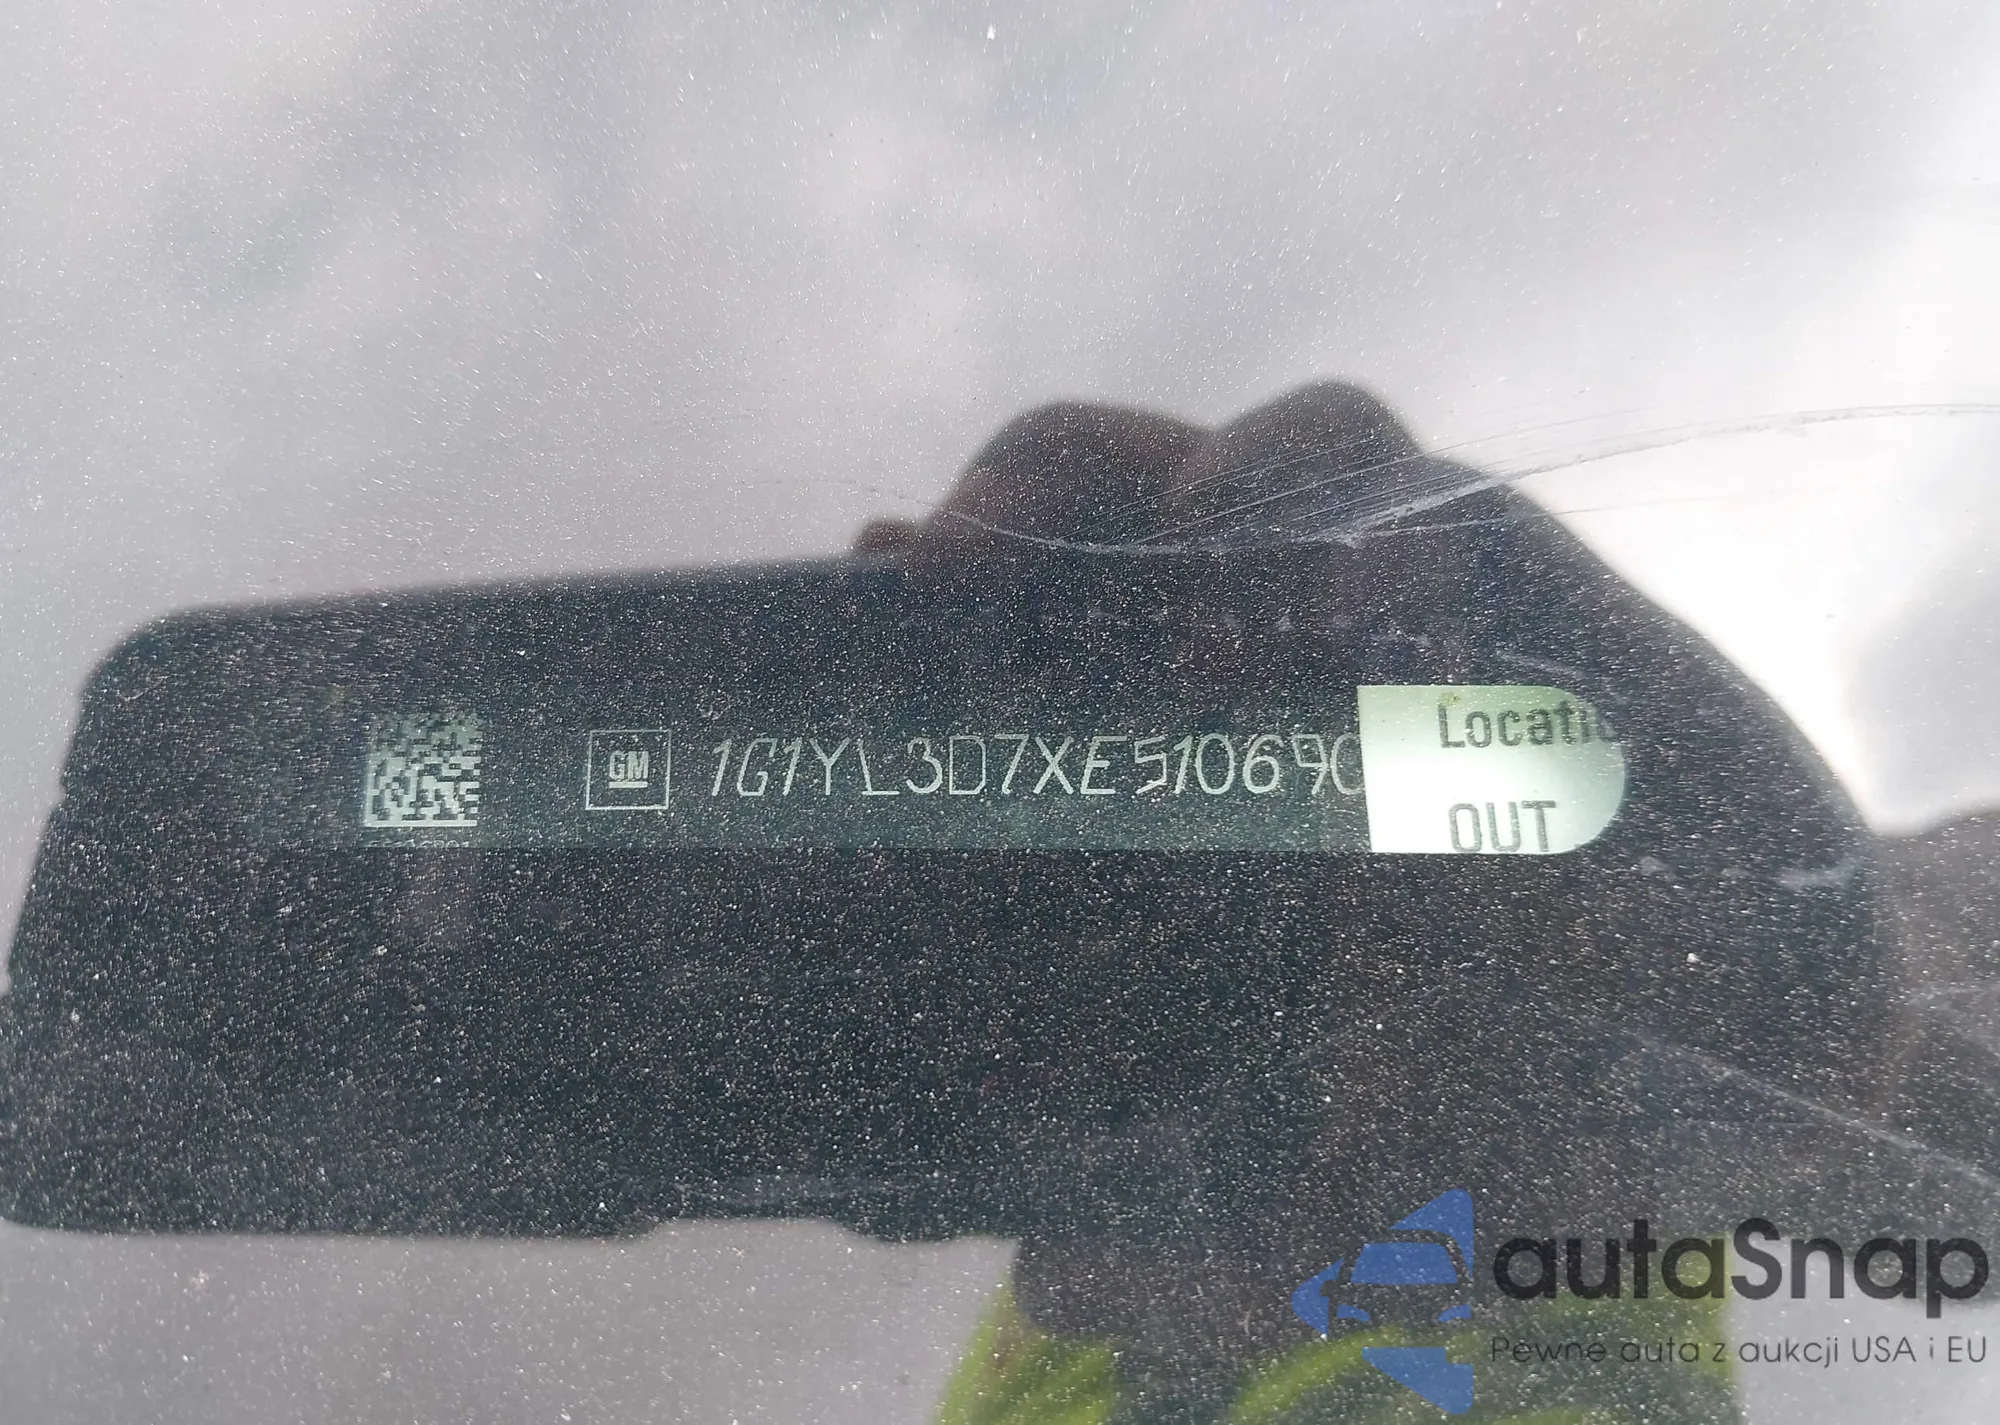 GM 1G1YL3D7XE510690
Locati
OUT
autaSnap
Pewne auta z aukcji USA i EU